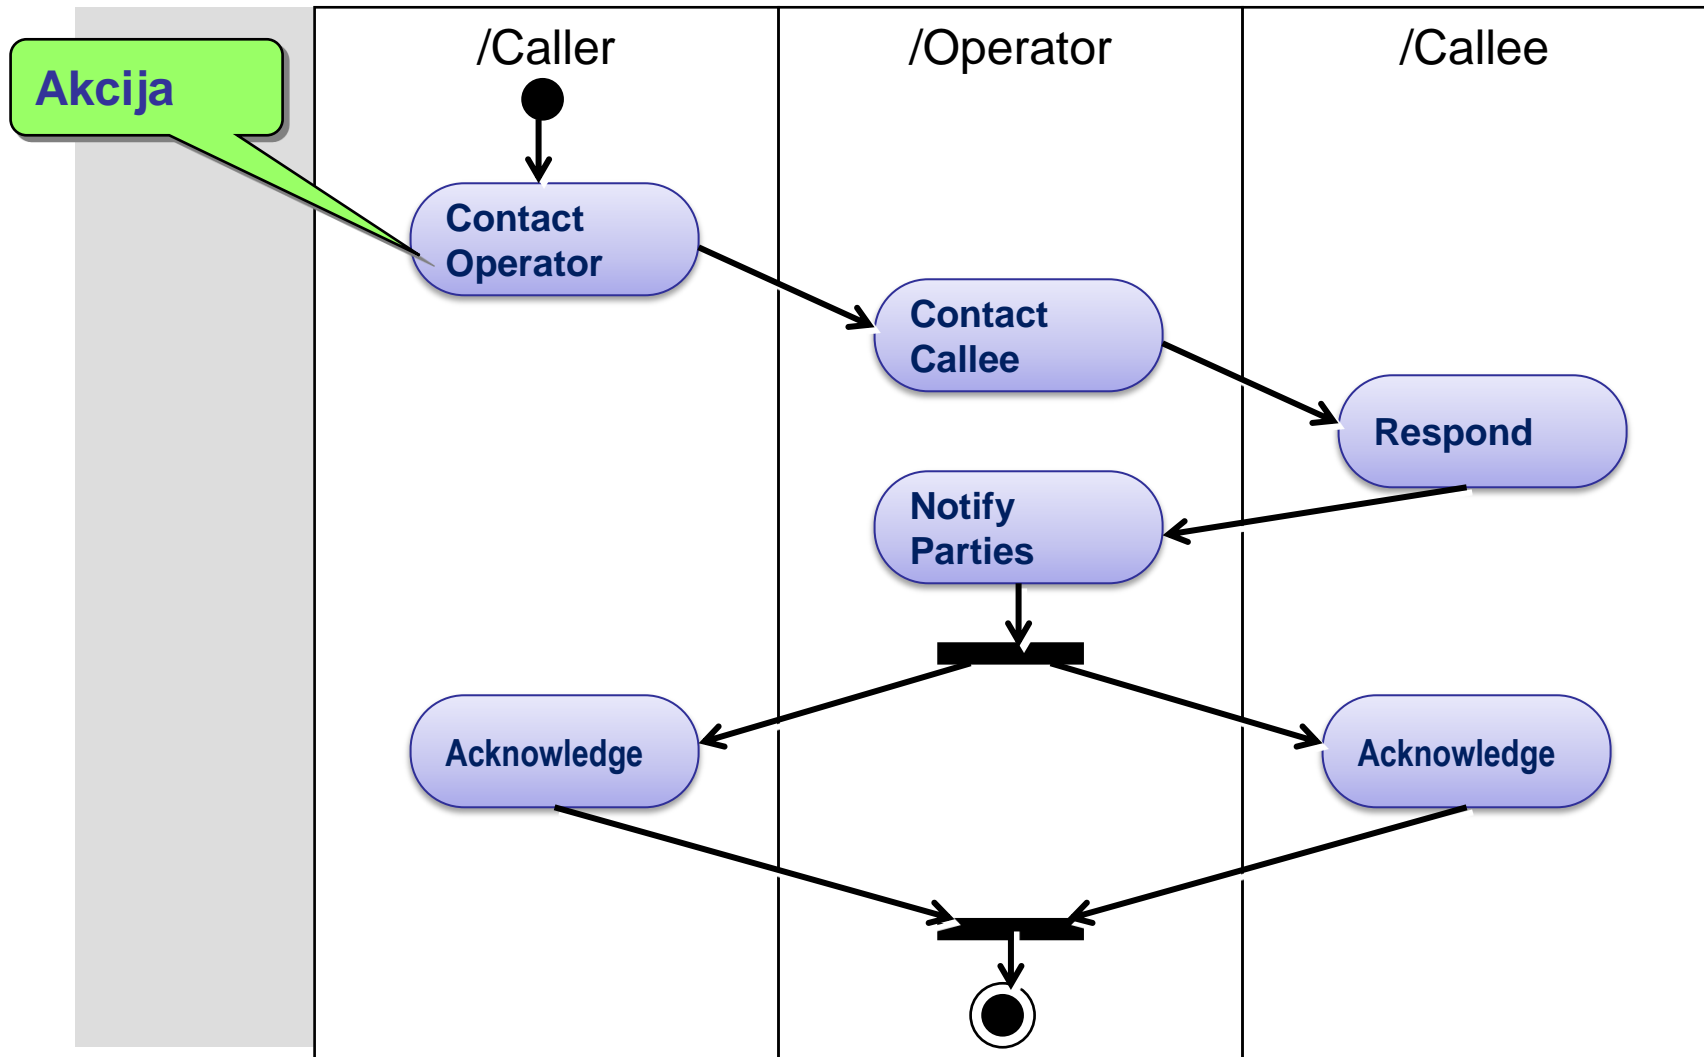 /Caller
/Operator
/Callee
Akcija
Contact
Operator
Contact
Callee
Respond
Notify
Parties
Acknowledge
Acknowledge